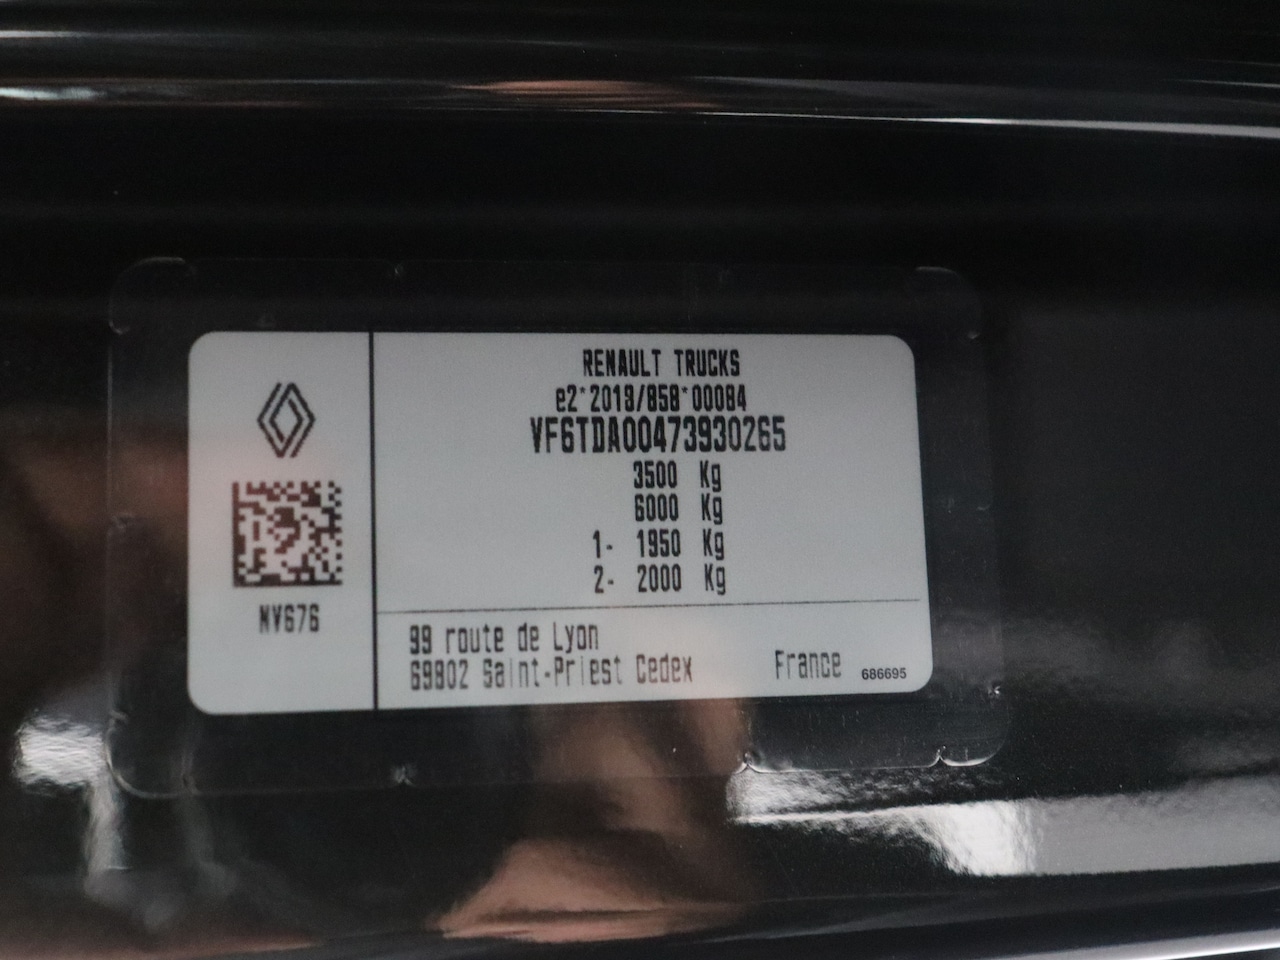 RENAULT TRUCKS
e2*2018/858*00084
VF6TDA00473930265
3500 Kg
6000 Kg
1- 1950 Kg
2- 2000 Kg
NV676
99 route de Lyon
69802 Saint-Priest Cedex France 686695